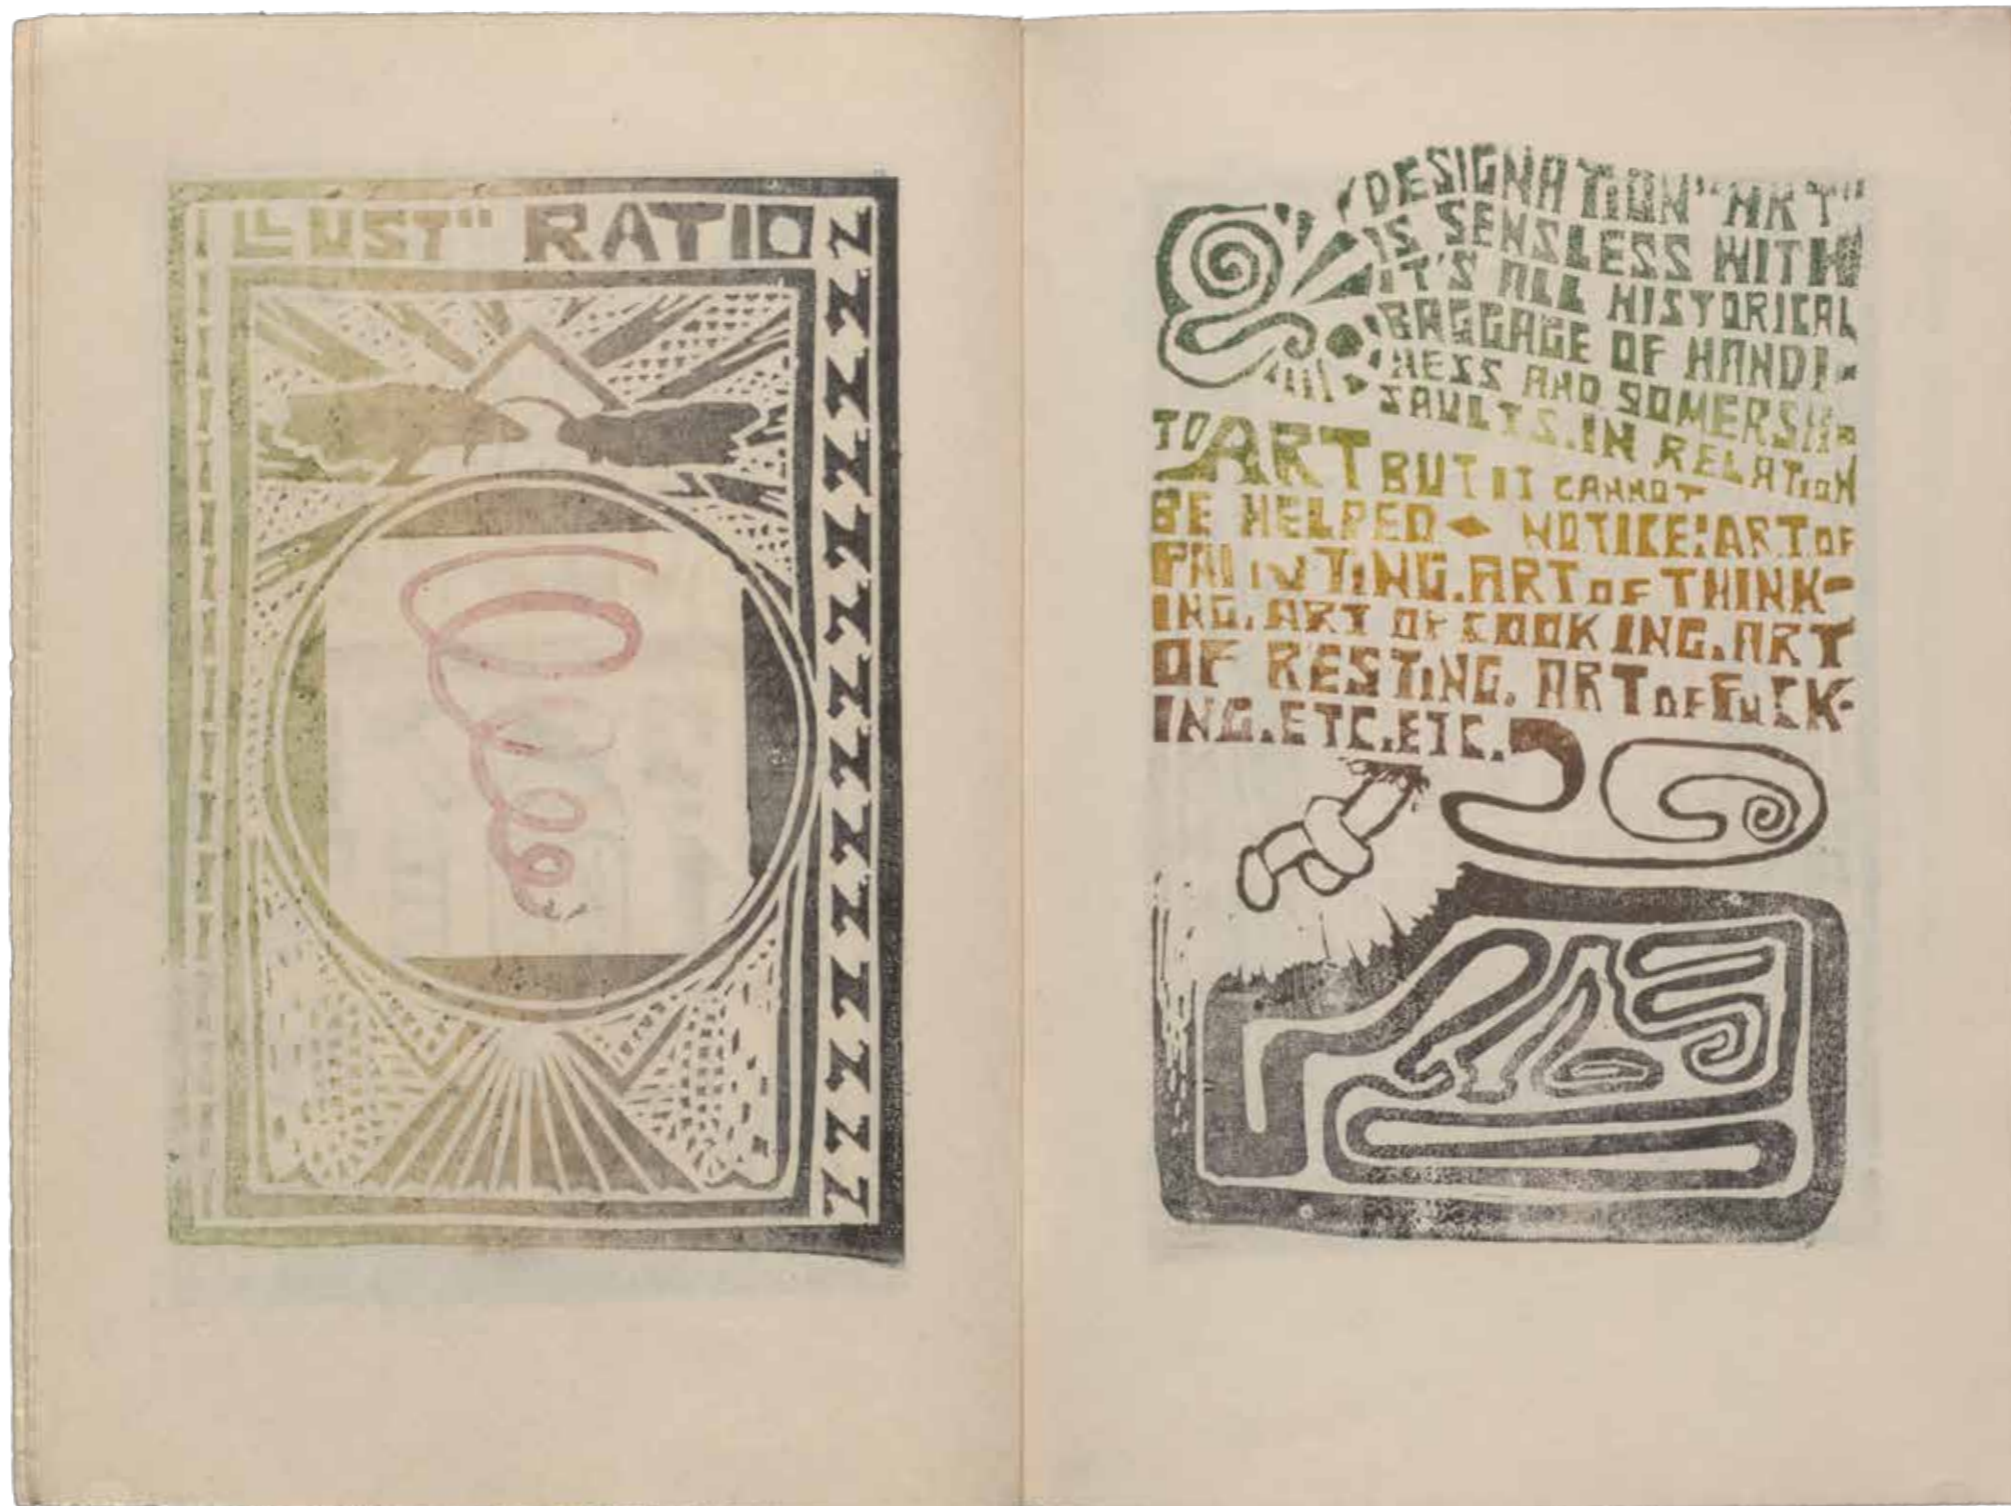 ILLUST" RATION
DESIGNATION "ART"
IS SENSLESS WITH
IT'S ALL HISTORICAL
BAGGAGE OF HANDI-
NESS AND SOMERSA-
SAULTS. IN RELATION
TO ART BUT IT CANNOT
BE HELPED ◆ NOTICE: ART OF
PAINTING. ART OF THINK-
ING. ART OF COOKING. ART
OF RESTING. ART OF FUCK-
ING. ETC. ETC.